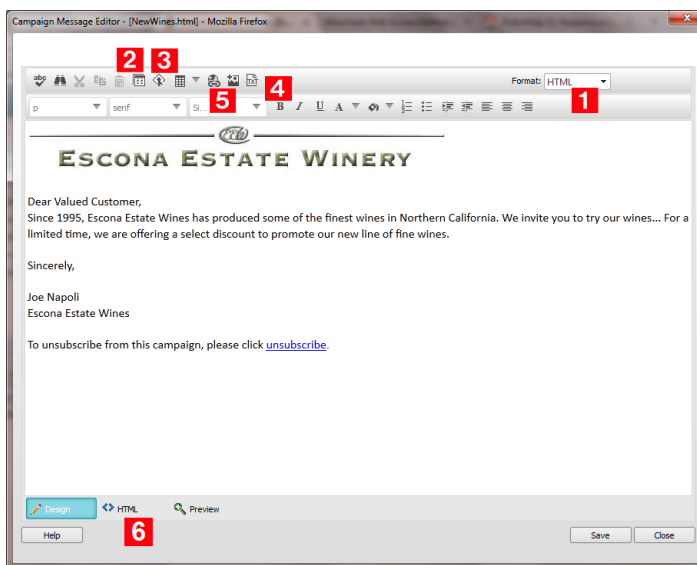 Campaign Message Editor - [NewWines.html] - Mozilla Firefox
2 3
abc TXT Format: HTML
5 4 1
p serif Si... B I U A
EEW
ESCONA ESTATE WINERY
Dear Valued Customer,
Since 1995, Escona Estate Wines has produced some of the finest wines in Northern California. We invite you to try our wines... For a
limited time, we are offering a select discount to promote our new line of fine wines.
Sincerely,
Joe Napoli
Escona Estate Wines
To unsubscribe from this campaign, please click unsubscribe.
Design HTML Preview
6
Help Save Close